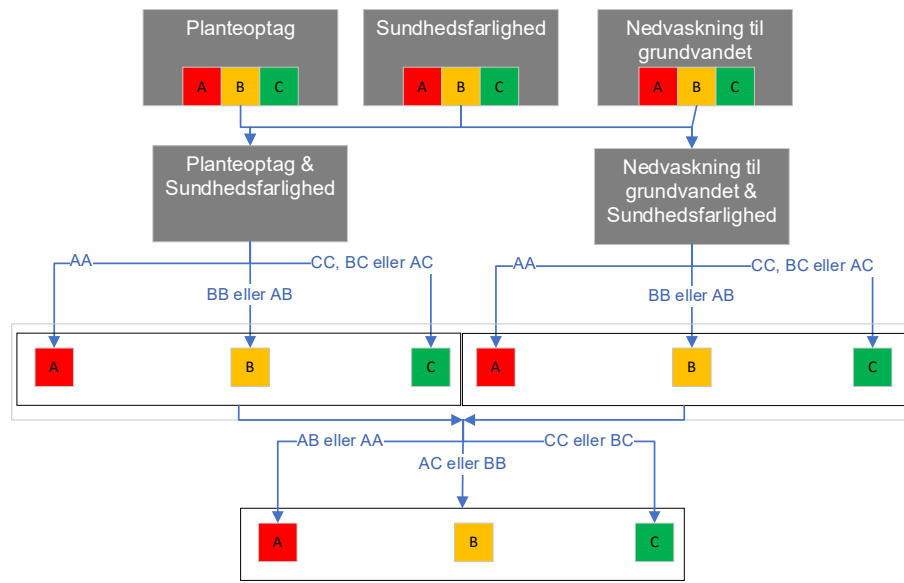 Planteoptag
A B C
Sundhedsfarlighed
A B C
Nedvaskning til
grundvandet
A B C
Planteoptag &
Sundhedsfarlighed
Nedvaskning til
grundvandet &
Sundhedsfarlighed
AA
BB eller AB
CC, BC eller AC
AA
BB eller AB
CC, BC eller AC
A B C
A B C
AB eller AA
AC eller BB
CC eller BC
A B C